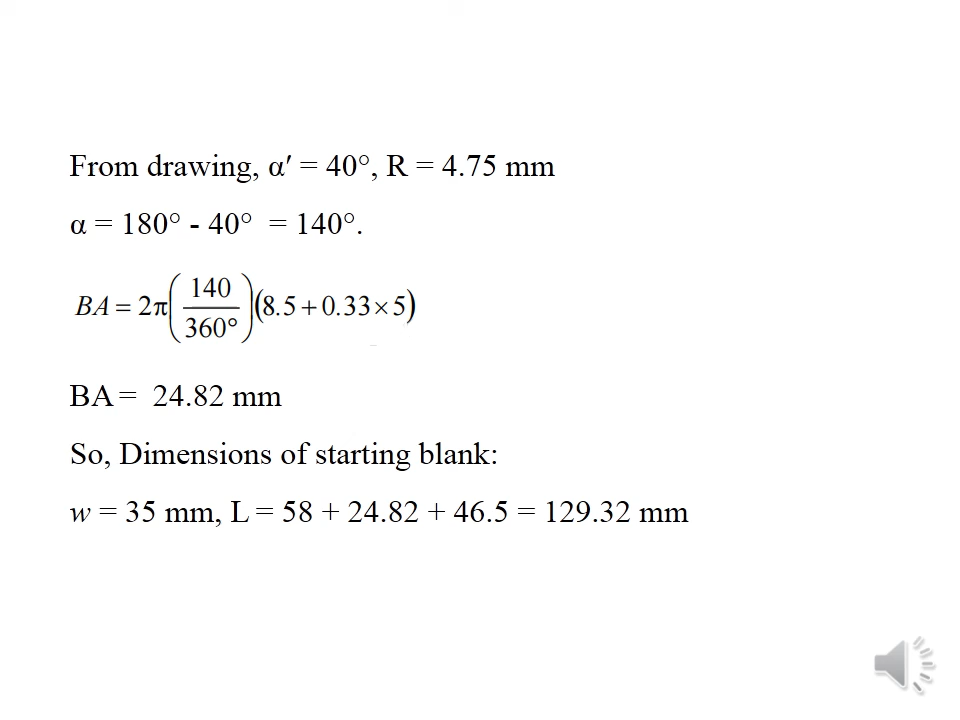 From drawing, α′ = 40°, R = 4.75 mm
α = 180° - 40°  = 140°.
BA = 2π(140/360°)(8.5 + 0.33 × 5)
BA =  24.82 mm
So, Dimensions of starting blank:
w = 35 mm, L = 58 + 24.82 + 46.5 = 129.32 mm